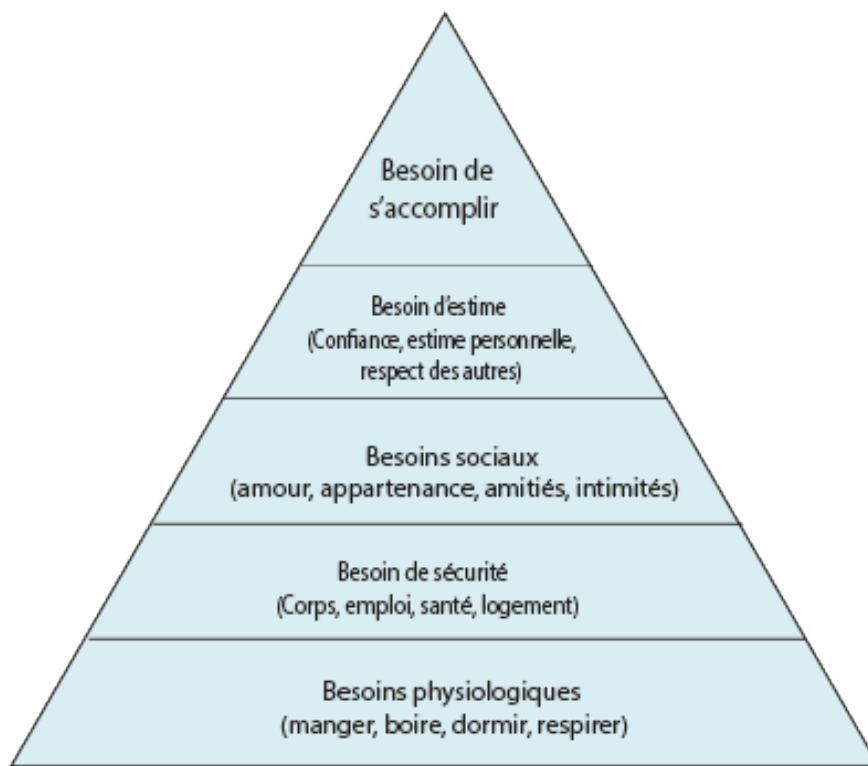 Besoin de
s'accomplir
Besoin d'estime
(Confiance, estime personnelle,
respect des autres)
Besoins sociaux
(amour, appartenance, amitiés, intimités)
Besoin de sécurité
(Corps, emploi, santé, logement)
Besoins physiologiques
(manger, boire, dormir, respirer)